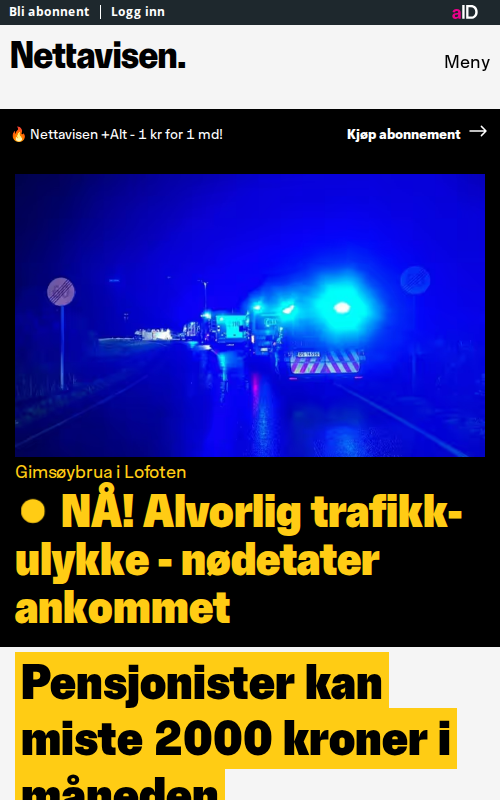 Bli abonnent
Logg inn
aID
Nettavisen.
Meny
🔥 Nettavisen +Alt - 1 kr for 1 md!
Kjøp abonnement →
Gimsøybrua i Lofoten
NÅ! Alvorlig trafikk-
ulykke - nødetater
ankommet
Pensjonister kan
miste 2000 kroner i
måneden